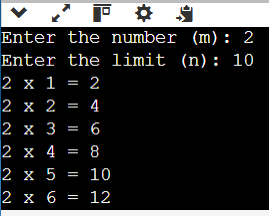 Enter the number (m): 2
Enter the limit (n): 10
2 x 1 = 2
2 x 2 = 4
2 x 3 = 6
2 x 4 = 8
2 x 5 = 10
2 x 6 = 12